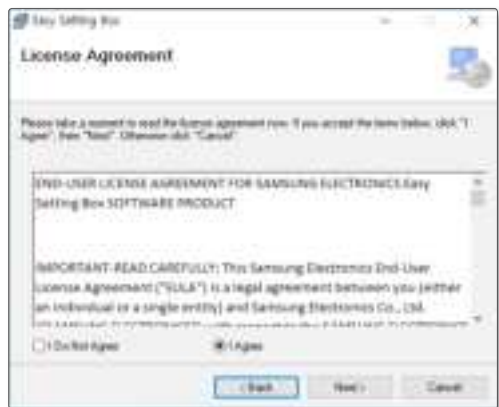 Easy Setting Box
License Agreement
Please take a moment to read the license agreement now. If you accept the terms below, click "I
Agree", then "Next". Otherwise click "Cancel".
END-USER LICENSE AGREEMENT FOR SAMSUNG ELECTRONICS Easy
Setting Box SOFTWARE PRODUCT
IMPORTANT-READ CAREFULLY: This Samsung Electronics End-User
License Agreement ("EULA") is a legal agreement between you (either
an individual or a single entity) and Samsung Electronics Co., Ltd.
I Do Not Agree
I Agree
< Back
Next >
Cancel